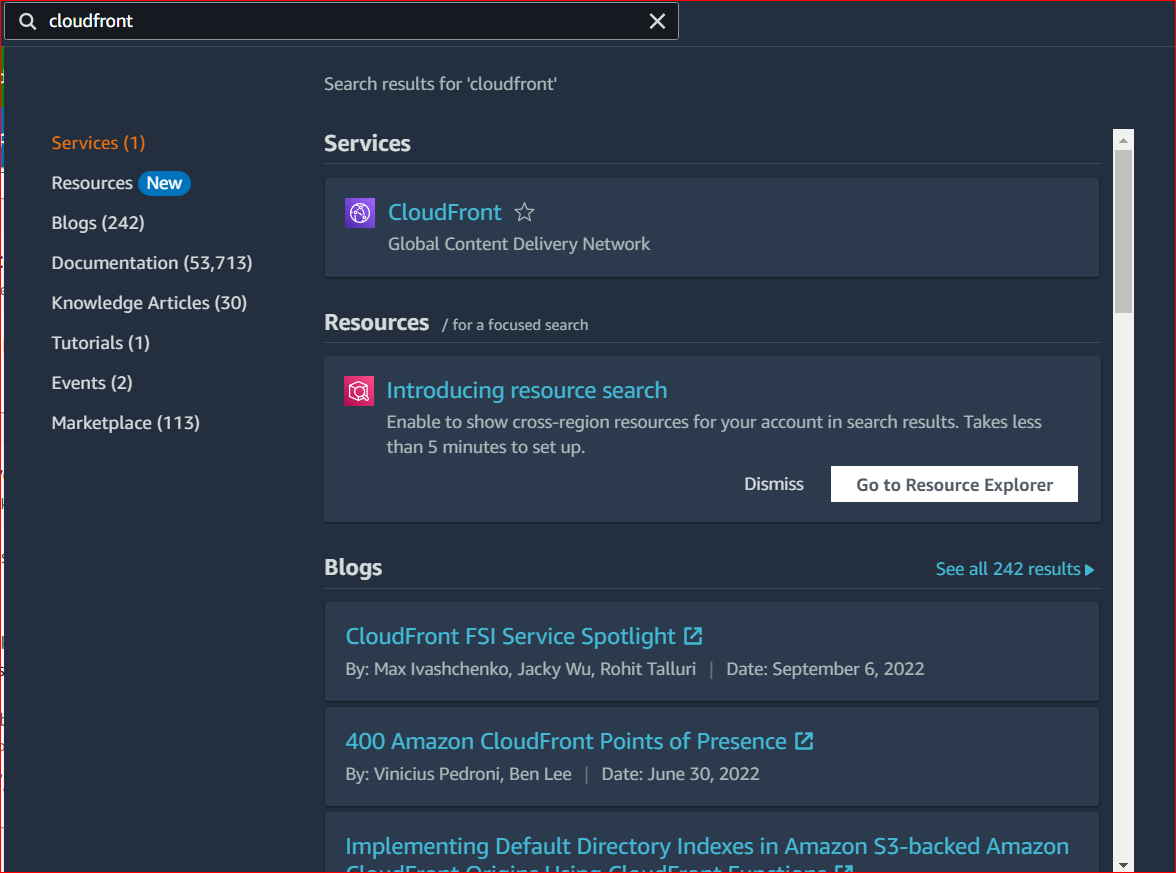 cloudfront
Search results for 'cloudfront'
Services (1)
Resources New
Blogs (242)
Documentation (53,713)
Knowledge Articles (30)
Tutorials (1)
Events (2)
Marketplace (113)
Services
CloudFront
Global Content Delivery Network
Resources / for a focused search
Introducing resource search
Enable to show cross-region resources for your account in search results. Takes less
than 5 minutes to set up.
Dismiss
Go to Resource Explorer
Blogs
See all 242 results
CloudFront FSI Service Spotlight
By: Max Ivashchenko, Jacky Wu, Rohit Talluri | Date: September 6, 2022
400 Amazon CloudFront Points of Presence
By: Vinicius Pedroni, Ben Lee | Date: June 30, 2022
Implementing Default Directory Indexes in Amazon S3-backed Amazon
CloudFront Origins Using CloudFront Functions